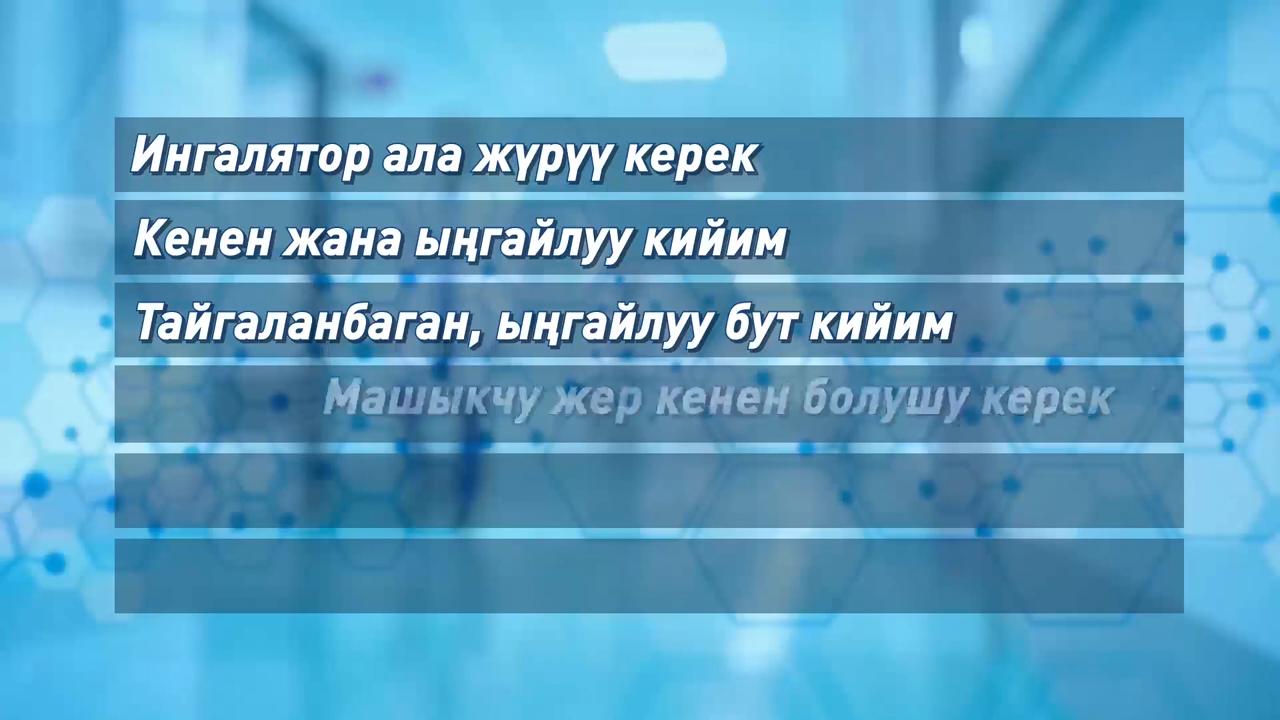 Ингалятор ала жүрүү керек
Кенен жана ыңгайлуу кийим
Тайгаланбаган, ыңгайлуу бут кийим
Машыкчу жер кенен болушу керек